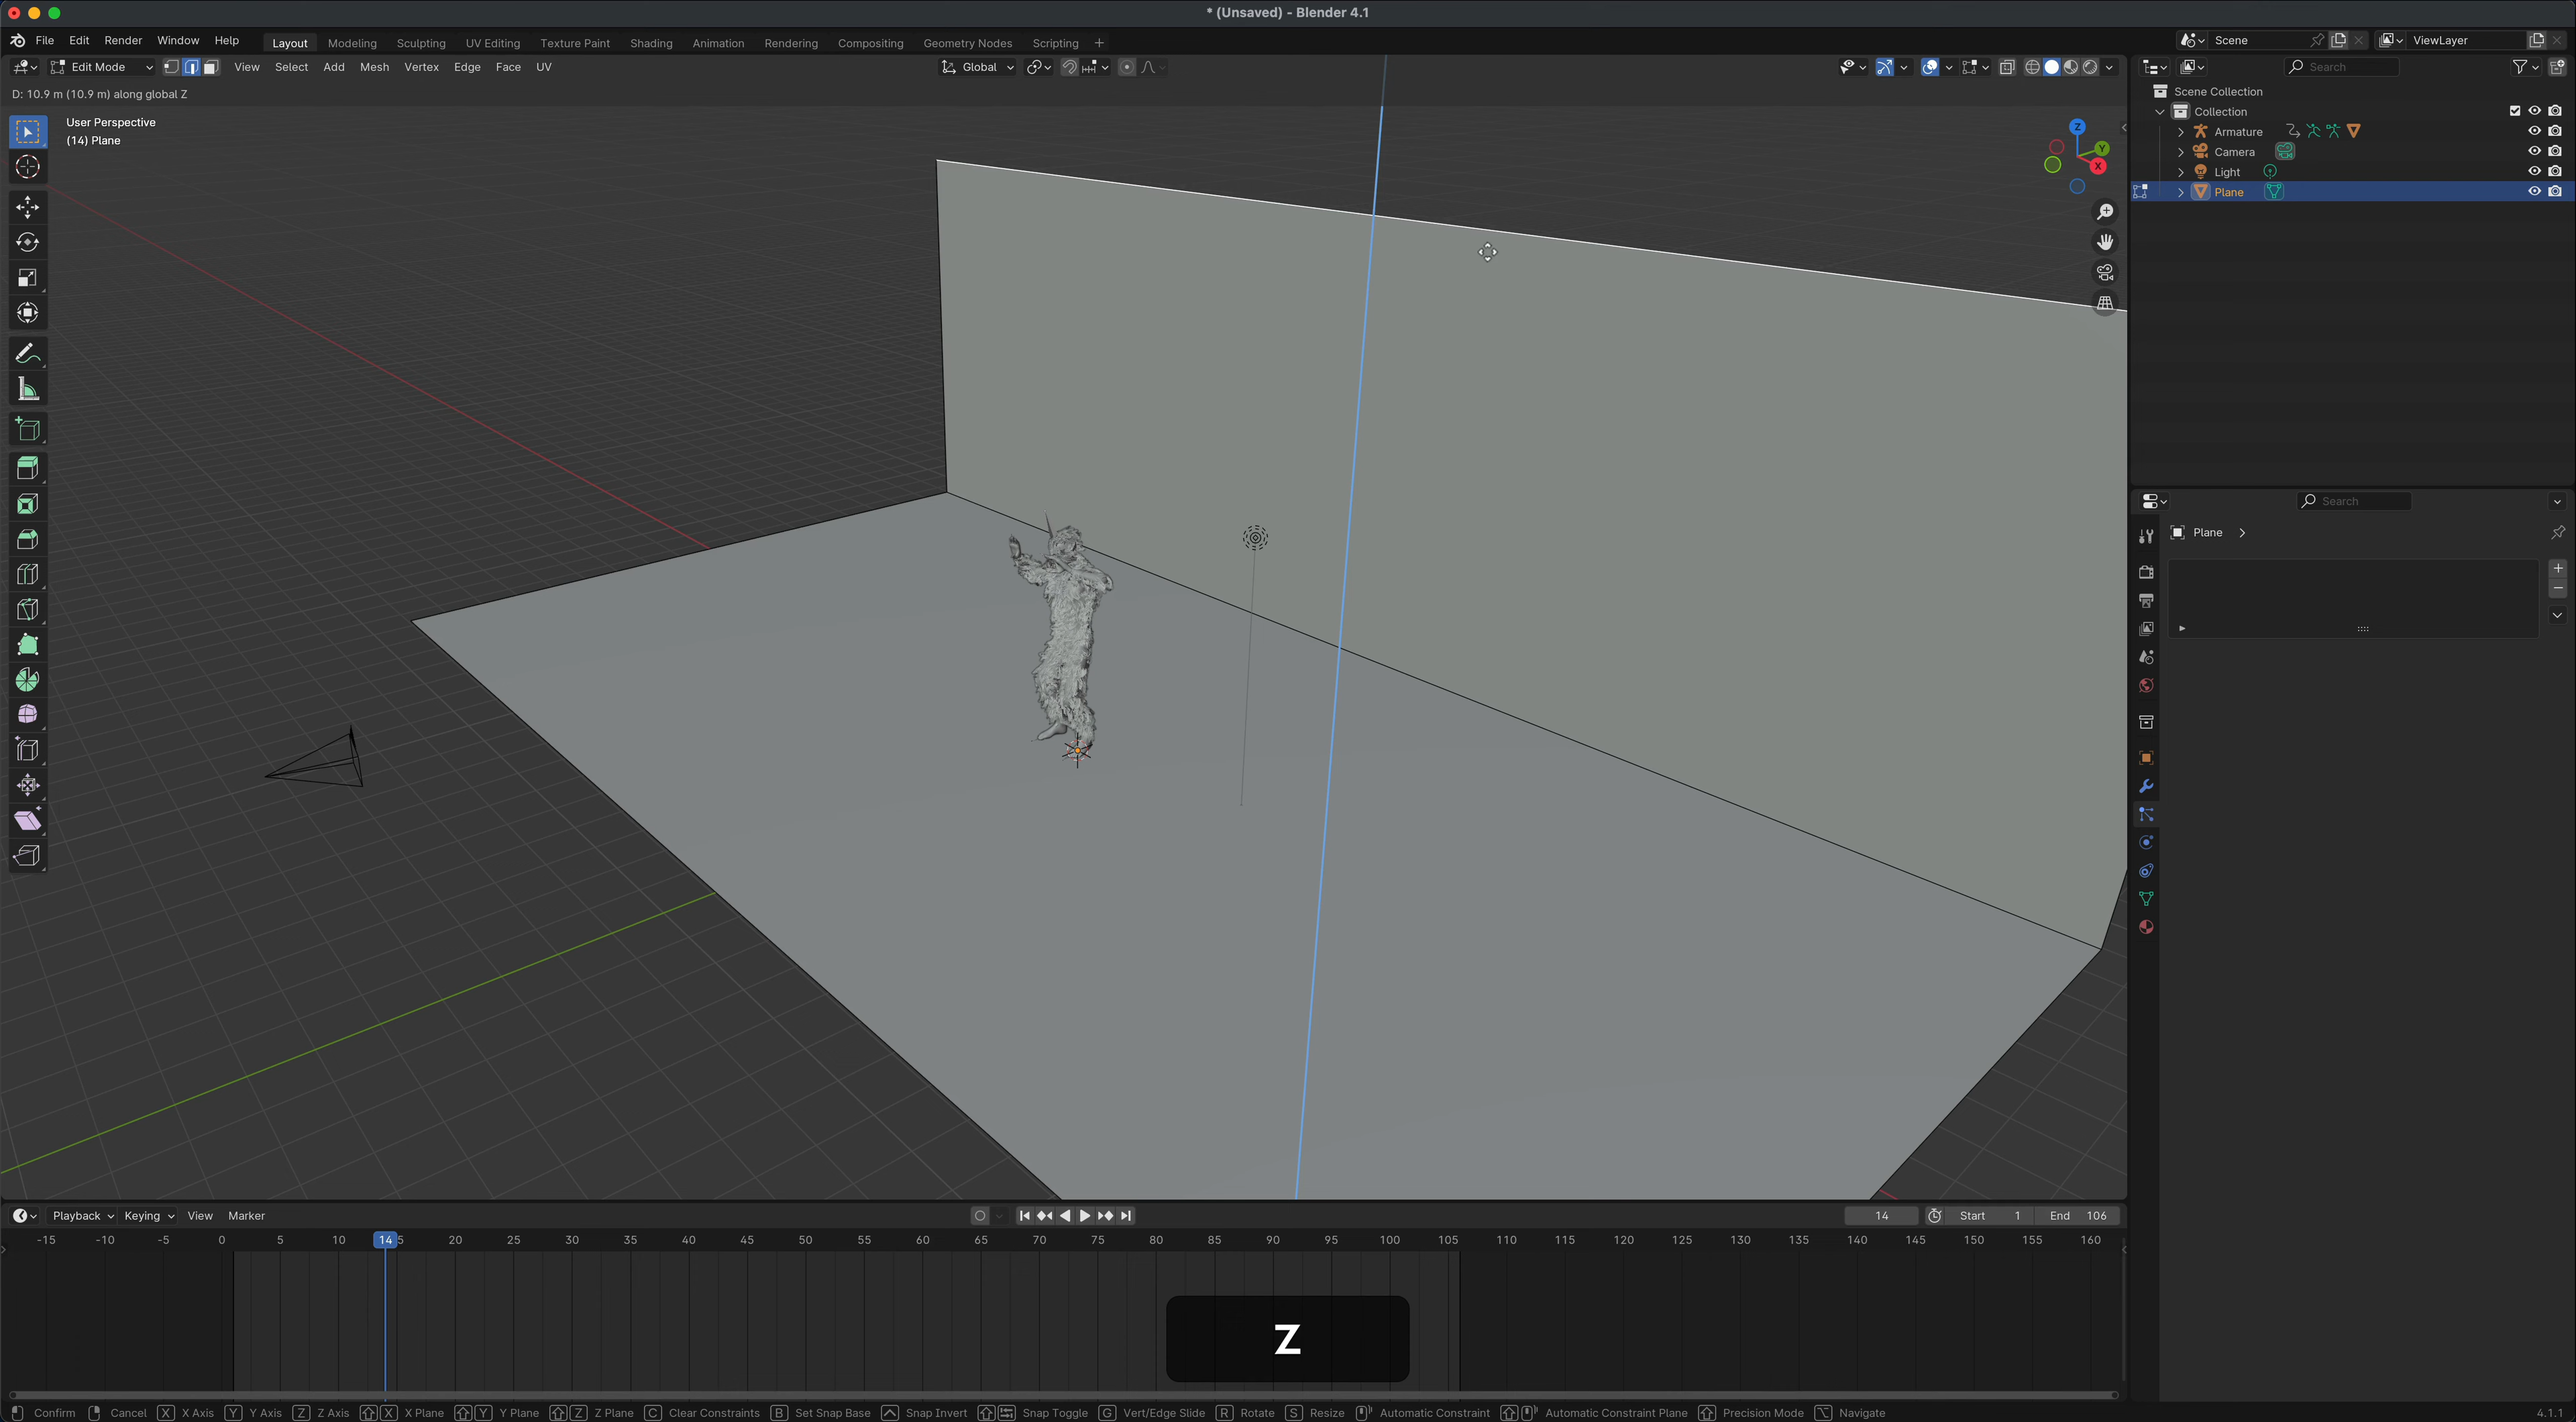 * (Unsaved) - Blender 4.1
File Edit Render Window Help Layout Modeling Sculpting UV Editing Texture Paint Shading Animation Rendering Compositing Geometry Nodes Scripting + Scene ViewLayer
Edit Mode View Select Add Mesh Vertex Edge Face UV Global Search
D: 10.9 m (10.9 m) along global Z
User Perspective
(14) Plane
Z
Y
X
Scene Collection
Collection
Armature
Camera
Light
Plane
Search
Plane
Playback Keying View Marker 14 Start 1 End 106
-15 -10 -5 0 5 10 14 5 20 25 30 35 40 45 50 55 60 65 70 75 80 85 90 95 100 105 110 115 120 125 130 135 140 145 150 155 160
Z
Confirm Cancel X X Axis Y Y Axis Z Z Axis X X Plane Y Y Plane Z Z Plane C Clear Constraints B Set Snap Base Snap Invert Snap Toggle G Vert/Edge Slide R Rotate S Resize Automatic Constraint Automatic Constraint Plane Precision Mode Navigate 4.1.1